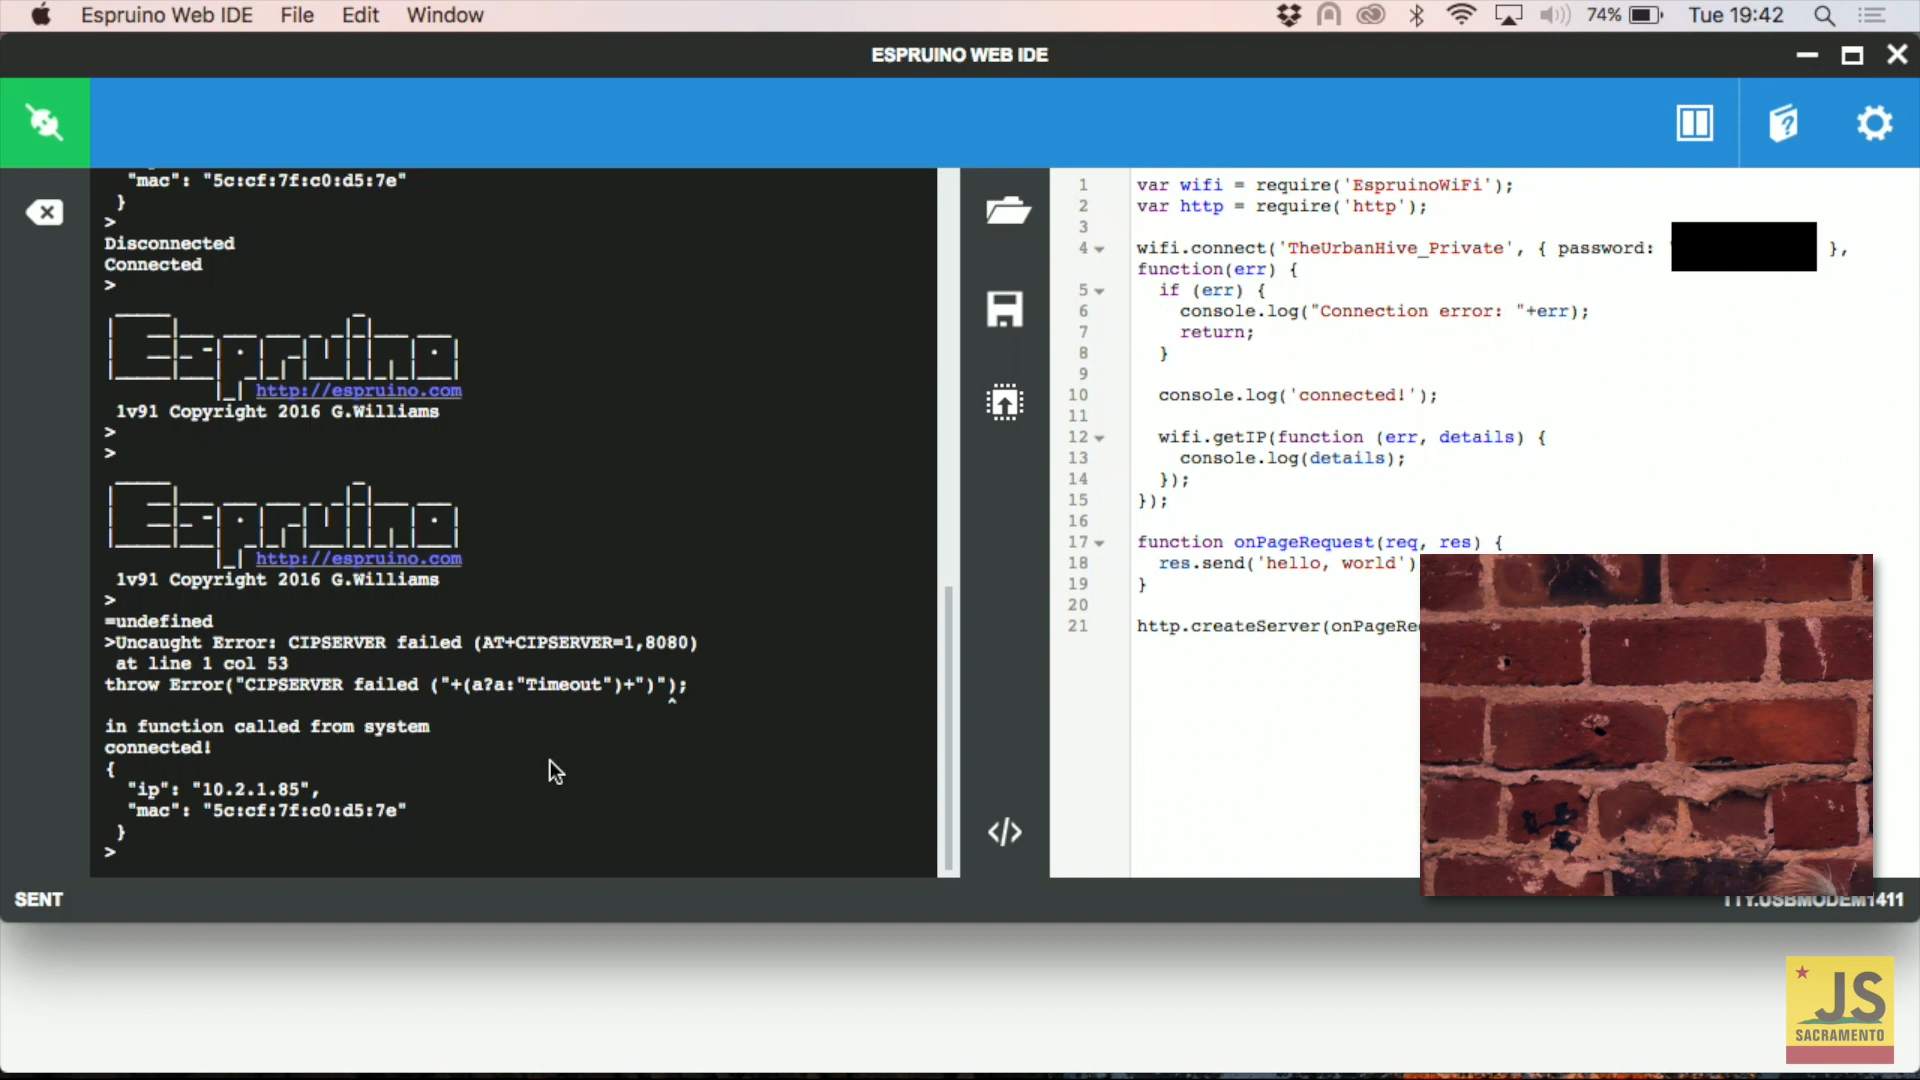 Espruino Web IDE File Edit Window 74% Tue 19:42
ESPRUINO WEB IDE
"mac": "5c:cf:7f:c0:d5:7e"
}
>
Disconnected
Connected
>
Espruino
http://espruino.com
1v91 Copyright 2016 G.Williams
>
>
Espruino
http://espruino.com
1v91 Copyright 2016 G.Williams
>
=undefined
>Uncaught Error: CIPSERVER failed (AT+CIPSERVER=1,8080)
at line 1 col 53
throw Error("CIPSERVER failed ("+(a?a:"Timeout")+")");
^
in function called from system
connected!
{
"ip": "10.2.1.85",
"mac": "5c:cf:7f:c0:d5:7e"
}
>
1 var wifi = require('EspruinoWiFi');
2 var http = require('http');
3
4 wifi.connect('TheUrbanHive_Private', { password: ' },
function(err) {
5 if (err) {
6 console.log("Connection error: "+err);
7 return;
8 }
9
10 console.log('connected!');
11
12 wifi.getIP(function (err, details) {
13 console.log(details);
14 });
15 });
16
17 function onPageRequest(req, res) {
18 res.send('hello, world')
19 }
20
21 http.createServer(onPageRe
SENT
TTY.USBMODEM1411
JS
SACRAMENTO